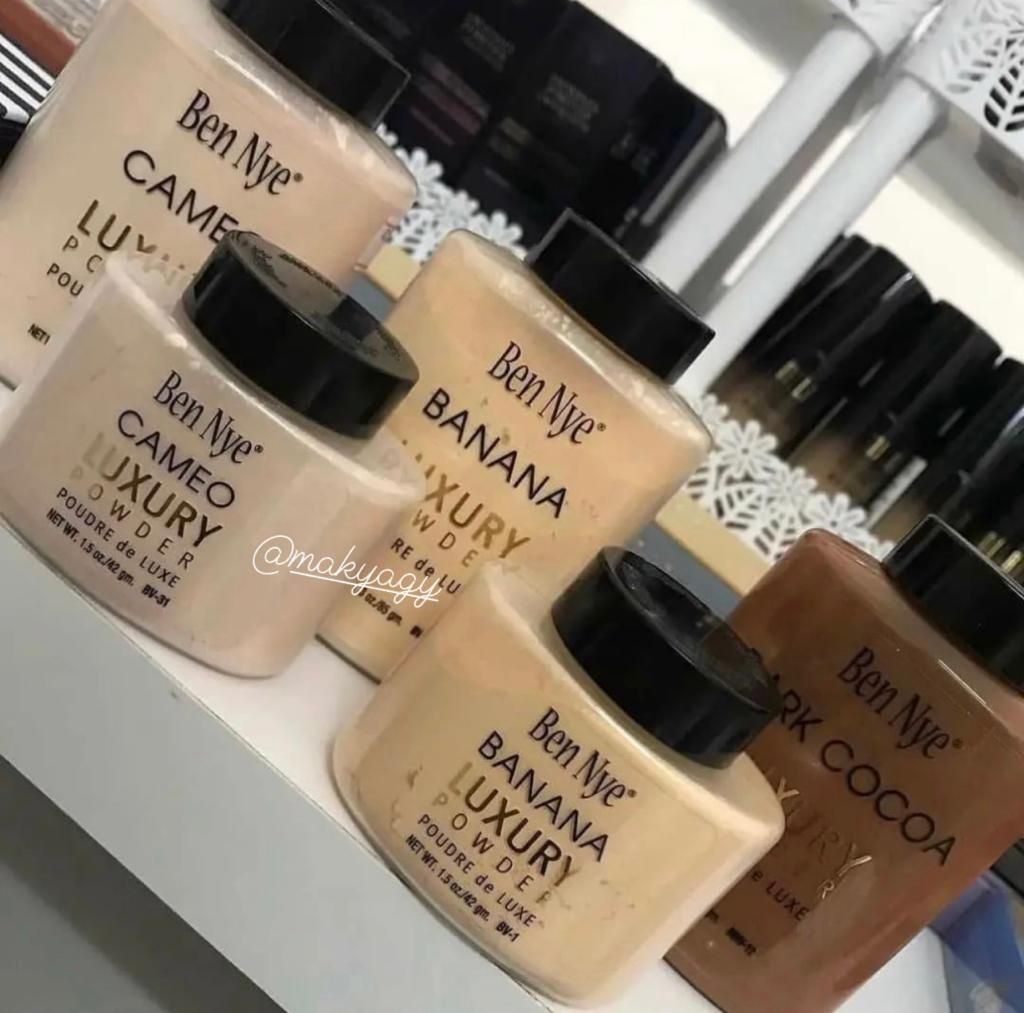 Ben Nye®
CAMEO
LUXURY
POWDER
POUDRE de LUXE
NET WT. 1.5 oz/42 gm. BV-31
Ben Nye®
BANANA
LUXURY
POWDER
POUDRE de LUXE
NET WT. 1.5 oz/42 gm. BV-1
Ben Nye®
BANANA
LUXURY
Ben Nye®
COCOA
de LUXE
Ben Nye®
@makyagy